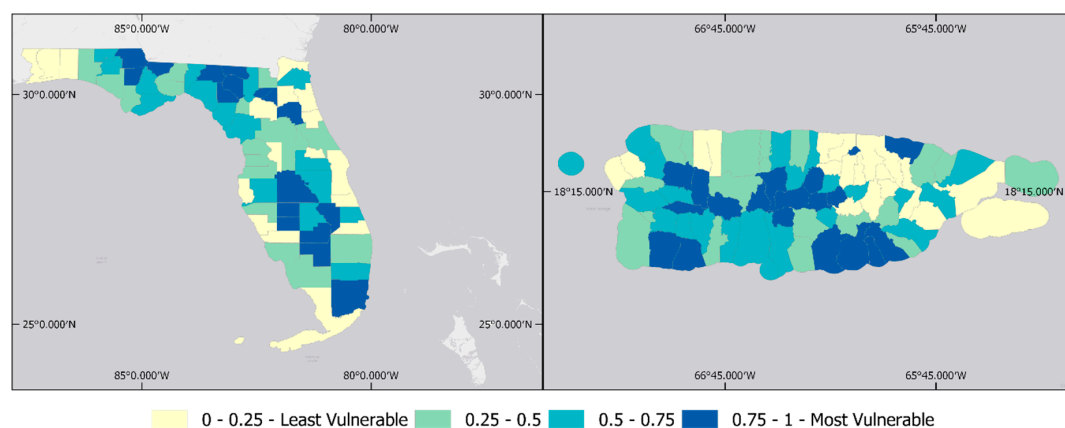 85°0.000'W 80°0.000'W 66°45.000'W 65°45.000'W
30°0.000'N 30°0.000'N
18°15.000'N 18°15.000'N
25°0.000'N 25°0.000'N
85°0.000'W 80°0.000'W 66°45.000'W 65°45.000'W
0 - 0.25 - Least Vulnerable 0.25 - 0.5 0.5 - 0.75 0.75 - 1 - Most Vulnerable